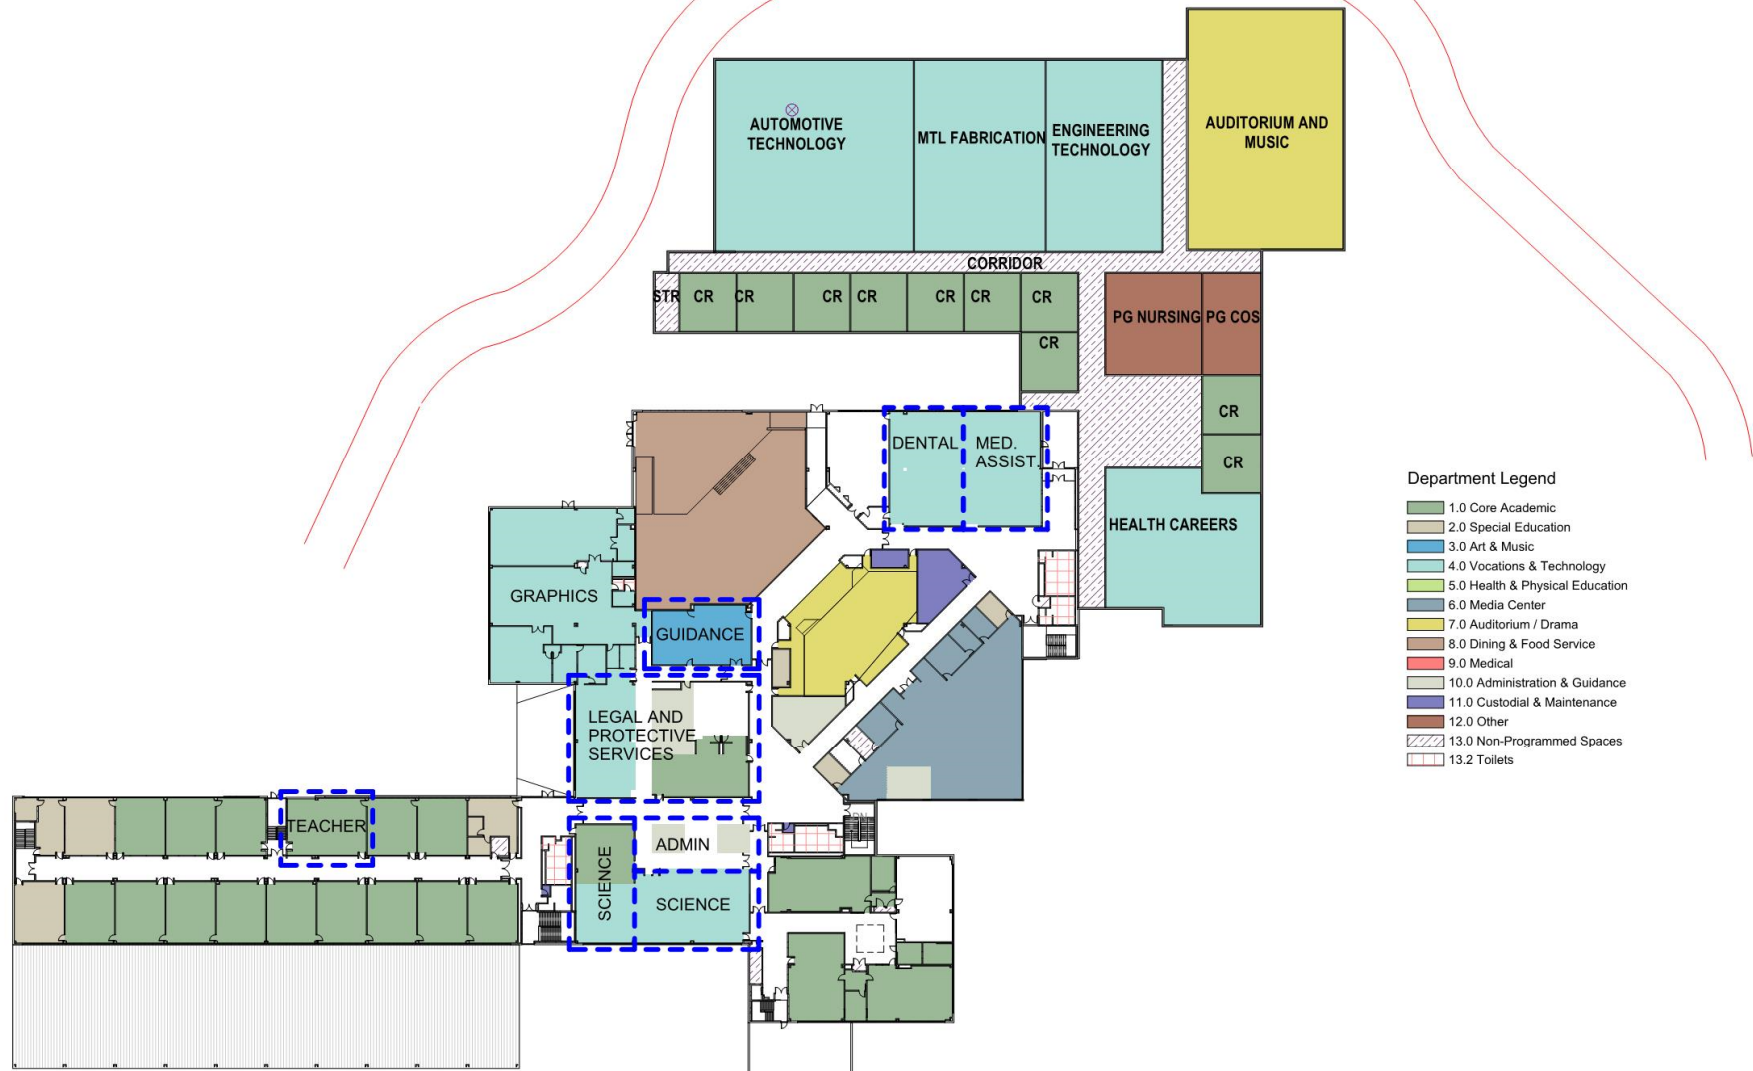 AUTOMOTIVE
TECHNOLOGY
MTL FABRICATION
ENGINEERING
TECHNOLOGY
AUDITORIUM AND
MUSIC
CORRIDOR
STR
CR
CR
CR
CR
CR
CR
CR
CR
PG NURSING
PG COS
CR
CR
DENTAL
MED.
ASSIST.
HEALTH CAREERS
GRAPHICS
GUIDANCE
LEGAL AND
PROTECTIVE
SERVICES
TEACHER
SCIENCE
ADMIN
SCIENCE
Department Legend
1.0 Core Academic
2.0 Special Education
3.0 Art & Music
4.0 Vocations & Technology
5.0 Health & Physical Education
6.0 Media Center
7.0 Auditorium / Drama
8.0 Dining & Food Service
9.0 Medical
10.0 Administration & Guidance
11.0 Custodial & Maintenance
12.0 Other
13.0 Non-Programmed Spaces
13.2 Toilets